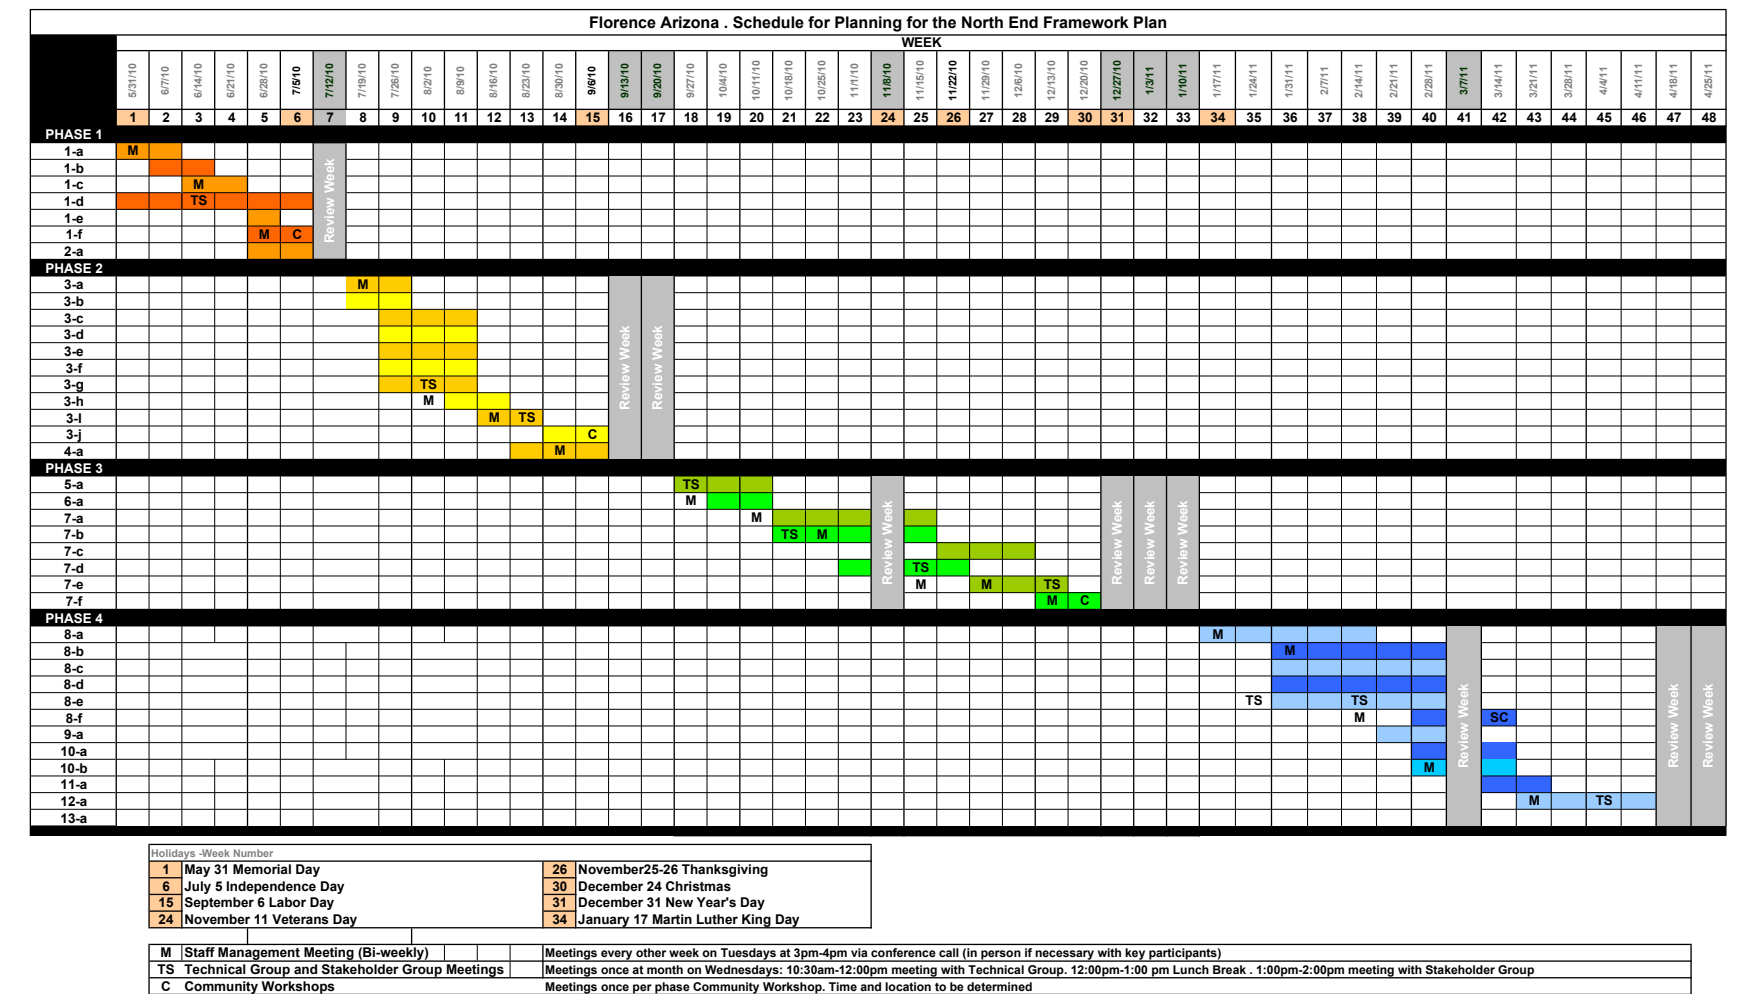 Florence Arizona . Schedule for Planning for the North End Framework Plan
WEEK
5/31/10 6/7/10 6/14/10 6/21/10 6/28/10 7/5/10 7/12/10 7/19/10 7/26/10 8/2/10 8/9/10 8/16/10 8/23/10 8/30/10 9/6/10 9/13/10 9/20/10 9/27/10 10/4/10 10/11/10 10/18/10 10/25/10 11/1/10 11/8/10 11/15/10 11/22/10 11/29/10 12/6/10 12/13/10 12/20/10 12/27/10 1/3/11 1/10/11 1/17/11 1/24/11 1/31/11 2/7/11 2/14/11 2/21/11 2/28/11 3/7/11 3/14/11 3/21/11 3/28/11 4/4/11 4/11/11 4/18/11 4/25/11
1 2 3 4 5 6 7 8 9 10 11 12 13 14 15 16 17 18 19 20 21 22 23 24 25 26 27 28 29 30 31 32 33 34 35 36 37 38 39 40 41 42 43 44 45 46 47 48
PHASE 1
1-a M
1-b
1-c M
1-d TS
1-e
1-f M C
2-a
Review Week
PHASE 2
3-a M
3-b
3-c
3-d
3-e
3-f
3-g TS
3-h M
3-I M TS
3-j C
4-a M
Review Week Review Week
PHASE 3
5-a TS
6-a M
7-a M
7-b TS M
7-c
7-d TS
7-e M M TS
7-f M C
Review Week Review Week Review Week Review Week
PHASE 4
8-a M
8-b M
8-c
8-d
8-e TS TS
8-f M SC
9-a
10-a
10-b M
11-a
12-a M TS
13-a
Review Week Review Week Review Week
Holidays -Week Number
1 May 31 Memorial Day 26 November25-26 Thanksgiving
6 July 5 Independence Day 30 December 24 Christmas
15 September 6 Labor Day 31 December 31 New Year's Day
24 November 11 Veterans Day 34 January 17 Martin Luther King Day
M Staff Management Meeting (Bi-weekly) Meetings every other week on Tuesdays at 3pm-4pm via conference call (in person if necessary with key participants)
TS Technical Group and Stakeholder Group Meetings Meetings once at month on Wednesdays: 10:30am-12:00pm meeting with Technical Group. 12:00pm-1:00 pm Lunch Break . 1:00pm-2:00pm meeting with Stakeholder Group
C Community Workshops Meetings once per phase Community Workshop. Time and location to be determined